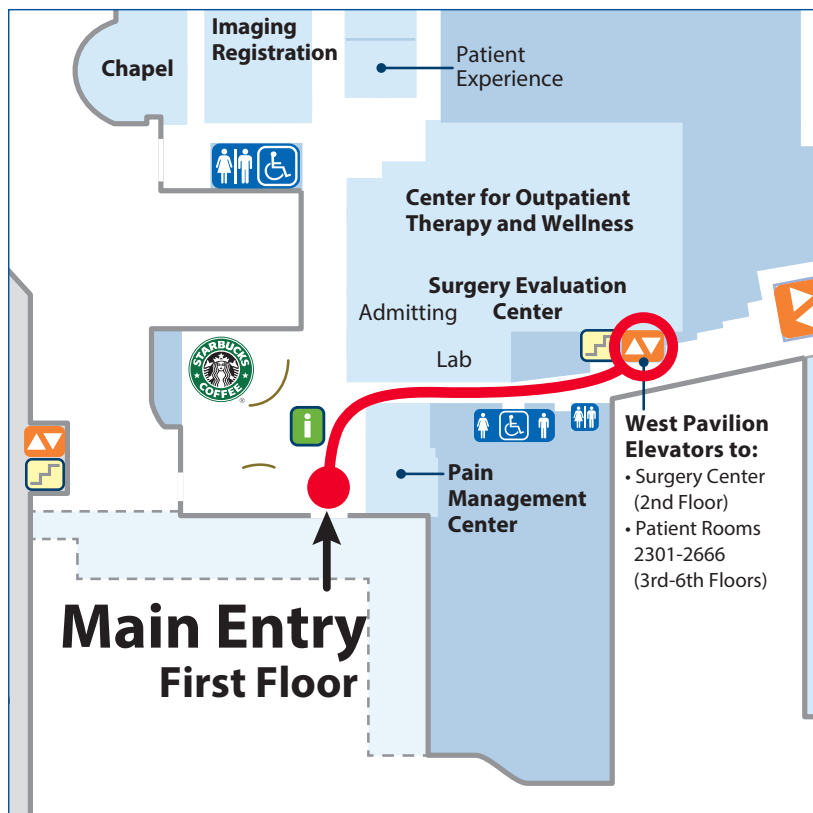 Imaging
Registration
Chapel
Patient
Experience
Center for Outpatient
Therapy and Wellness
Surgery Evaluation
Center
Admitting
Lab
STARBUCKS
COFFEE
®
i
West Pavilion
Elevators to:
• Surgery Center
(2nd Floor)
• Patient Rooms
2301-2666
(3rd-6th Floors)
Pain
Management
Center
Main Entry
First Floor